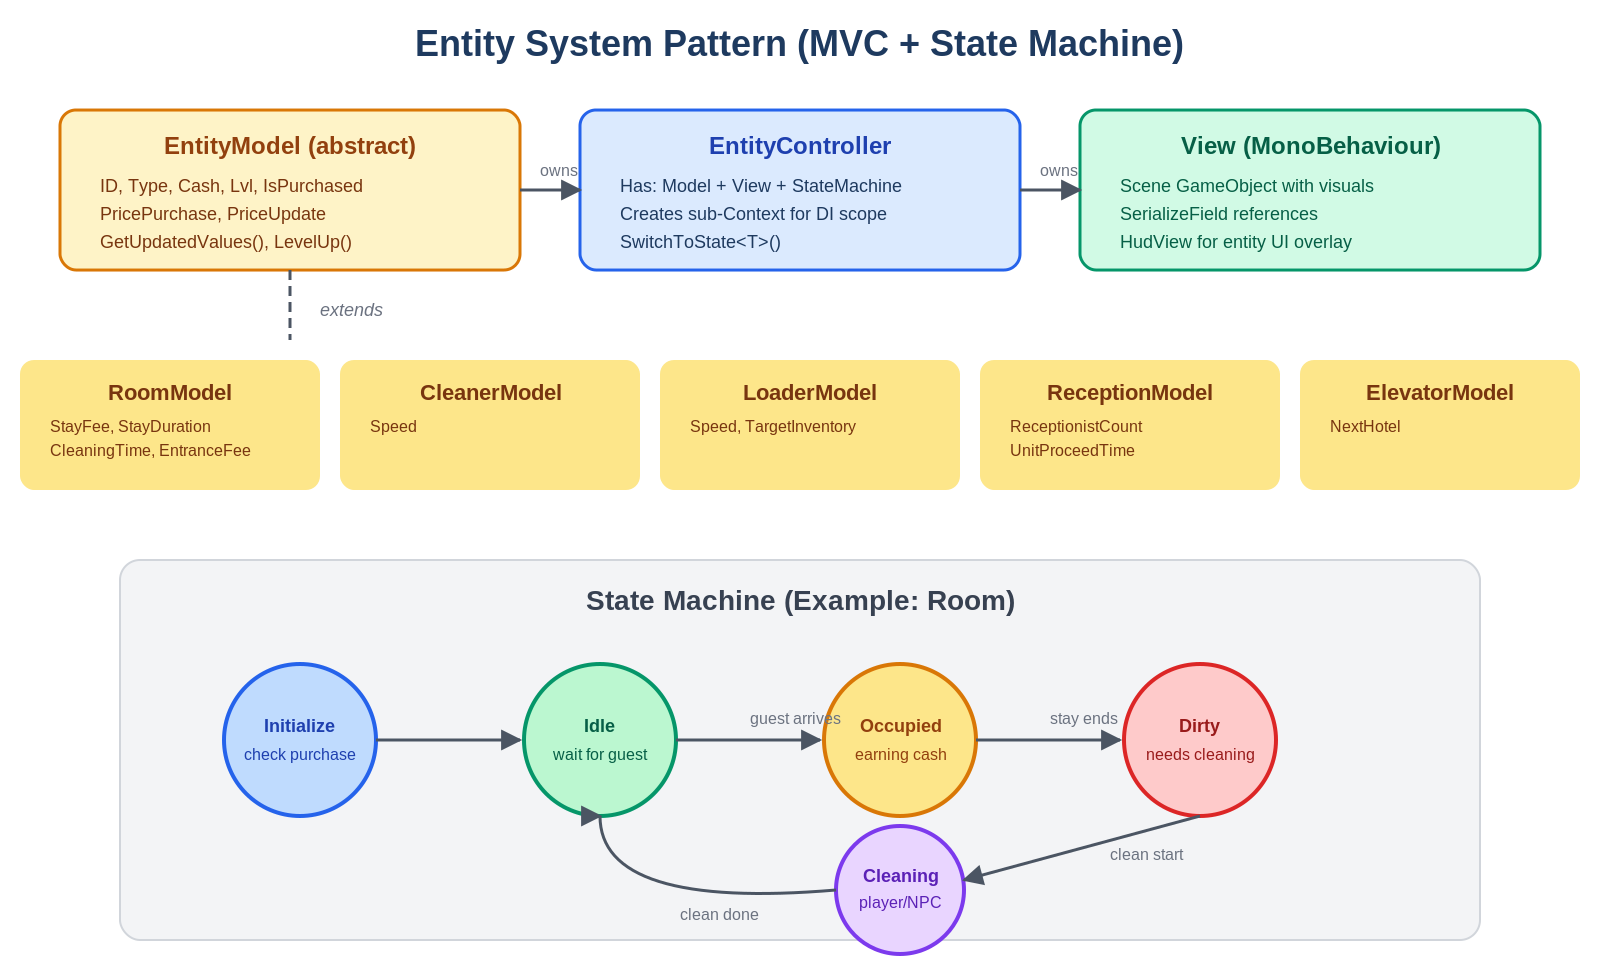 Entity System Pattern (MVC + State Machine)
EntityModel (abstract)
ID, Type, Cash, Lvl, IsPurchased
PricePurchase, PriceUpdate
GetUpdatedValues(), LevelUp()
owns
EntityController
Has: Model + View + StateMachine
Creates sub-Context for DI scope
SwitchToState<T>()
owns
View (MonoBehaviour)
Scene GameObject with visuals
SerializeField references
HudView for entity UI overlay
extends
RoomModel
StayFee, StayDuration
CleaningTime, EntranceFee
CleanerModel
Speed
LoaderModel
Speed, TargetInventory
ReceptionModel
ReceptionistCount
UnitProceedTime
ElevatorModel
NextHotel
State Machine (Example: Room)
Initialize
check purchase
Idle
wait for guest
guest arrives
Occupied
earning cash
stay ends
Dirty
needs cleaning
clean start
Cleaning
player/NPC
clean done